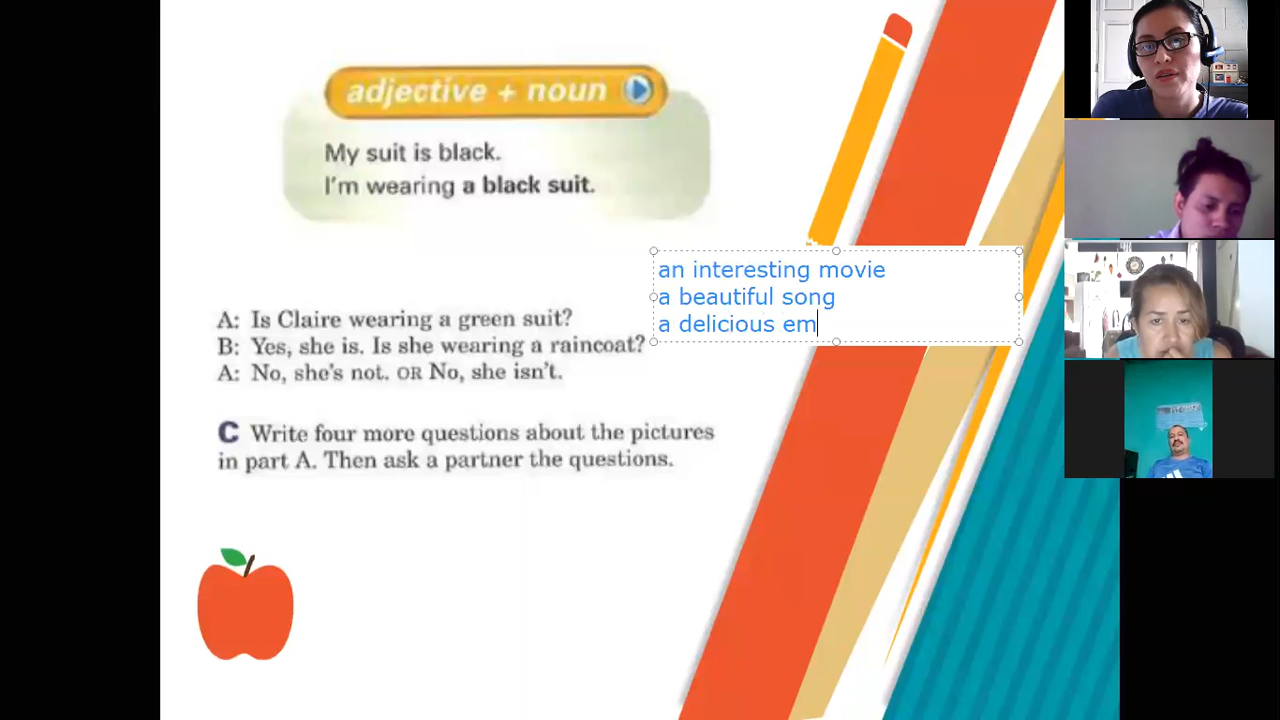 adjective + noun
My suit is black.
I'm wearing a black suit.
an interesting movie
a beautiful song
a delicious em
A: Is Claire wearing a green suit?
B: Yes, she is. Is she wearing a raincoat?
A: No, she's not. OR No, she isn't.
C Write four more questions about the pictures
in part A. Then ask a partner the questions.